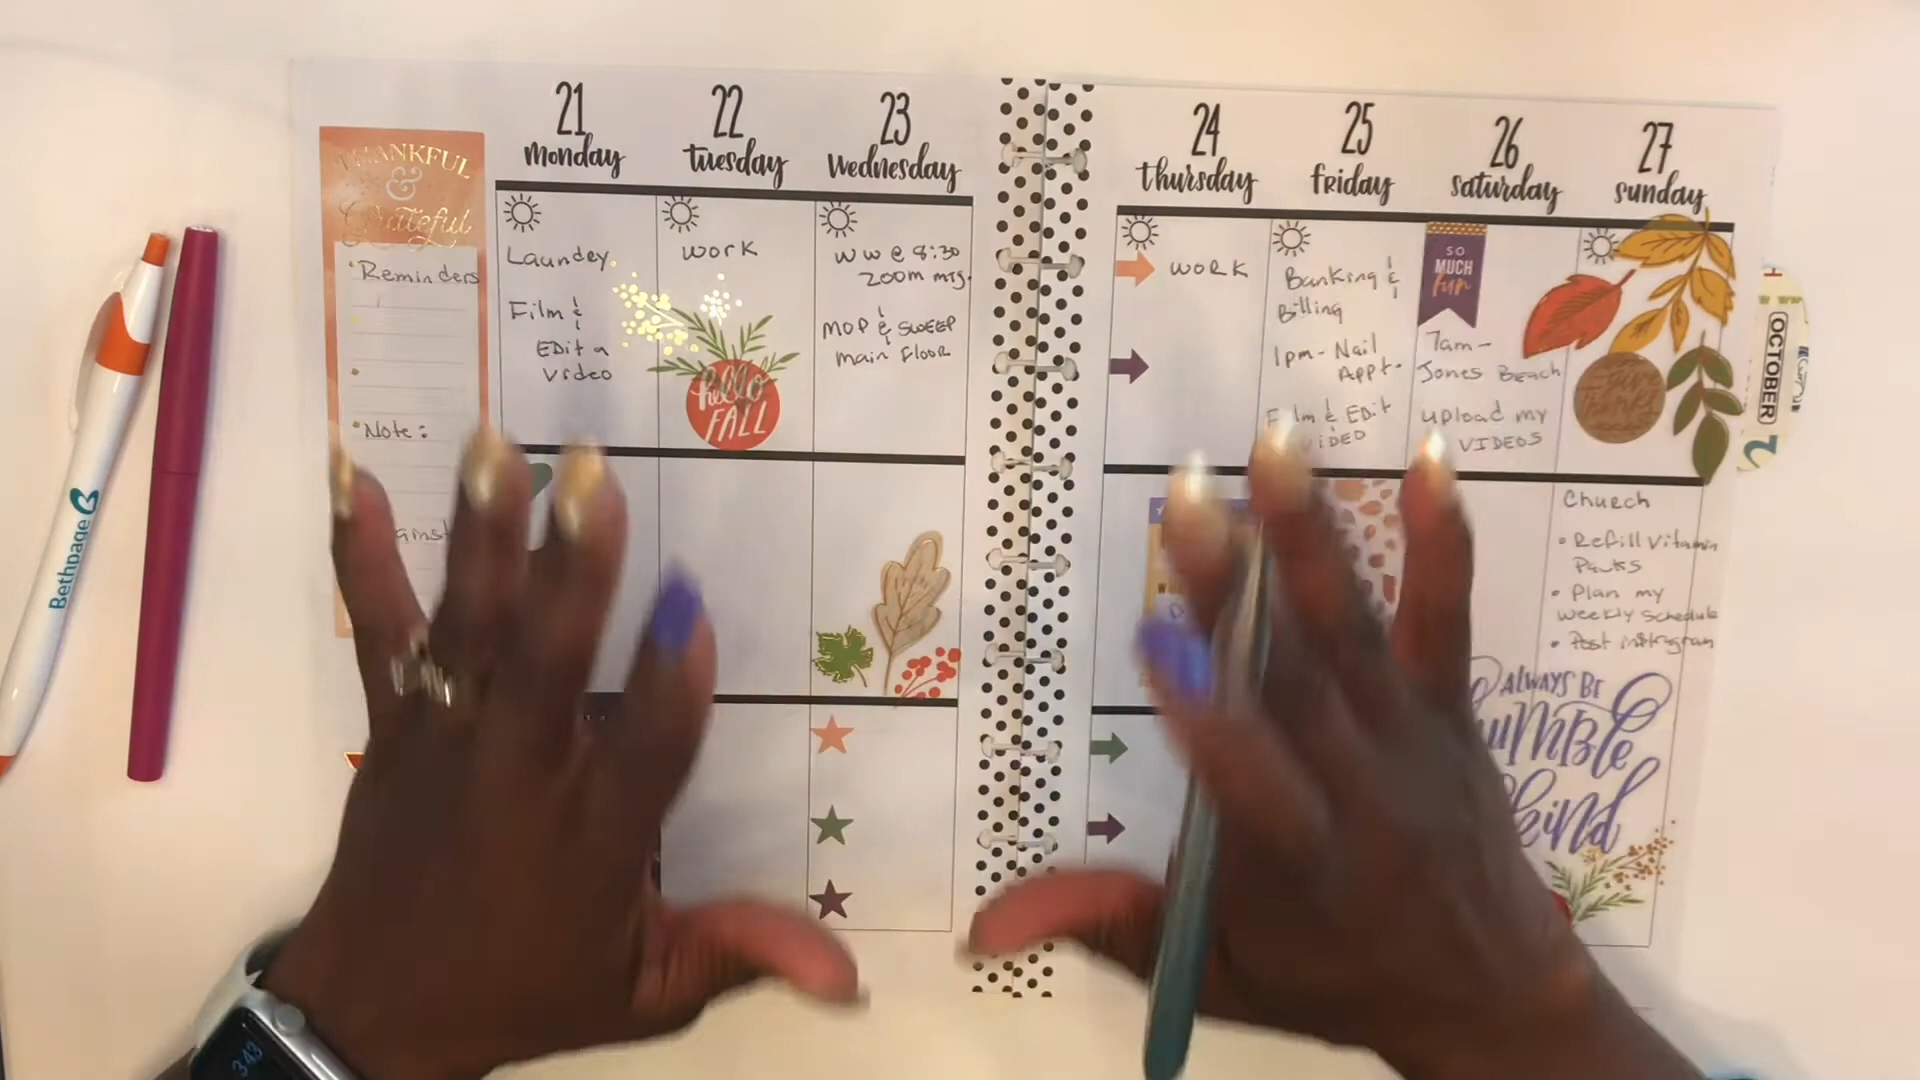 21
monday
22
tuesday
23
wednesday
24
thursday
25
friday
26
saturday
27
sunday
THANKFUL
&
Grateful
Reminders
Note:
Laundry
Film &
Edit a
Video
work
hello
FALL
WW @ 8:30
zoom mtg.
MOP & SWEEP
main Floor
WORK
Banking &
Billing
1pm - Nail
Appt.
Film & Edit
VIDEO
SO
MUCH
fun
7am -
Jones Beach
upload my
VIDEOS
Church
• Refill Vitamin
Packs
• Plan my
weekly schedule
• Post instagram
ALWAYS BE
HUMBLE
kind
OCTOBER
Bethpage
3:43